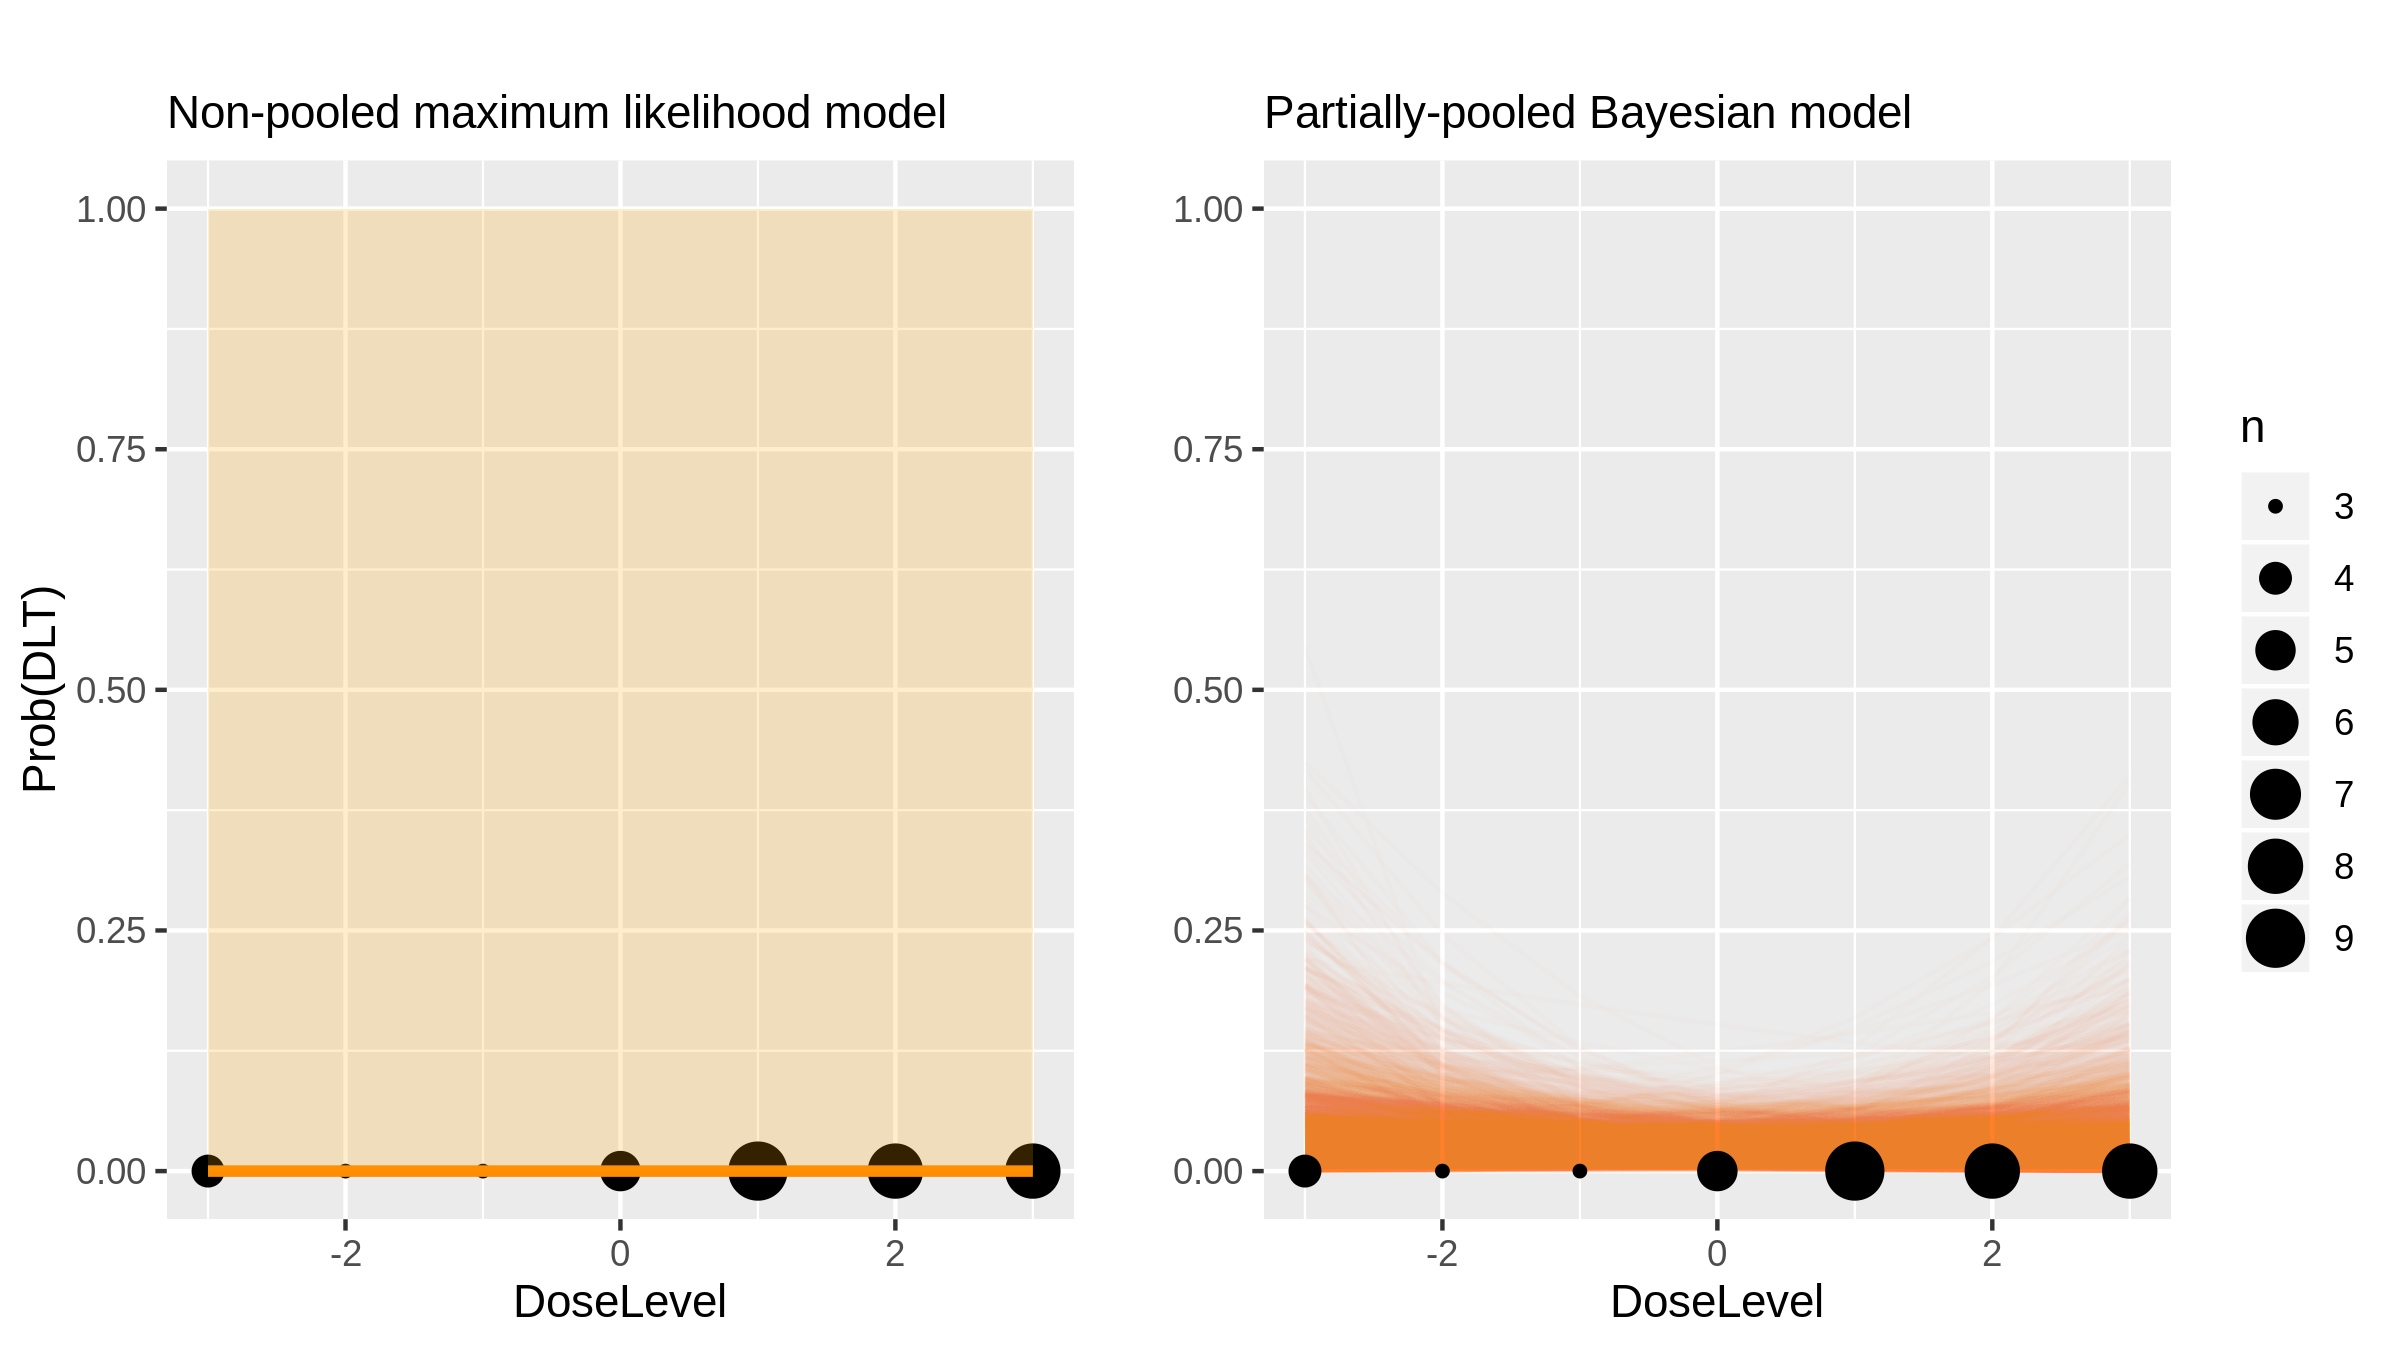 Non-pooled maximum likelihood model
Prob(DLT)
1.00
0.75
0.50
0.25
0.00
-2 0 2
DoseLevel
Partially-pooled Bayesian model
1.00
0.75
0.50
0.25
0.00
-2 0 2
DoseLevel
n
3
4
5
6
7
8
9